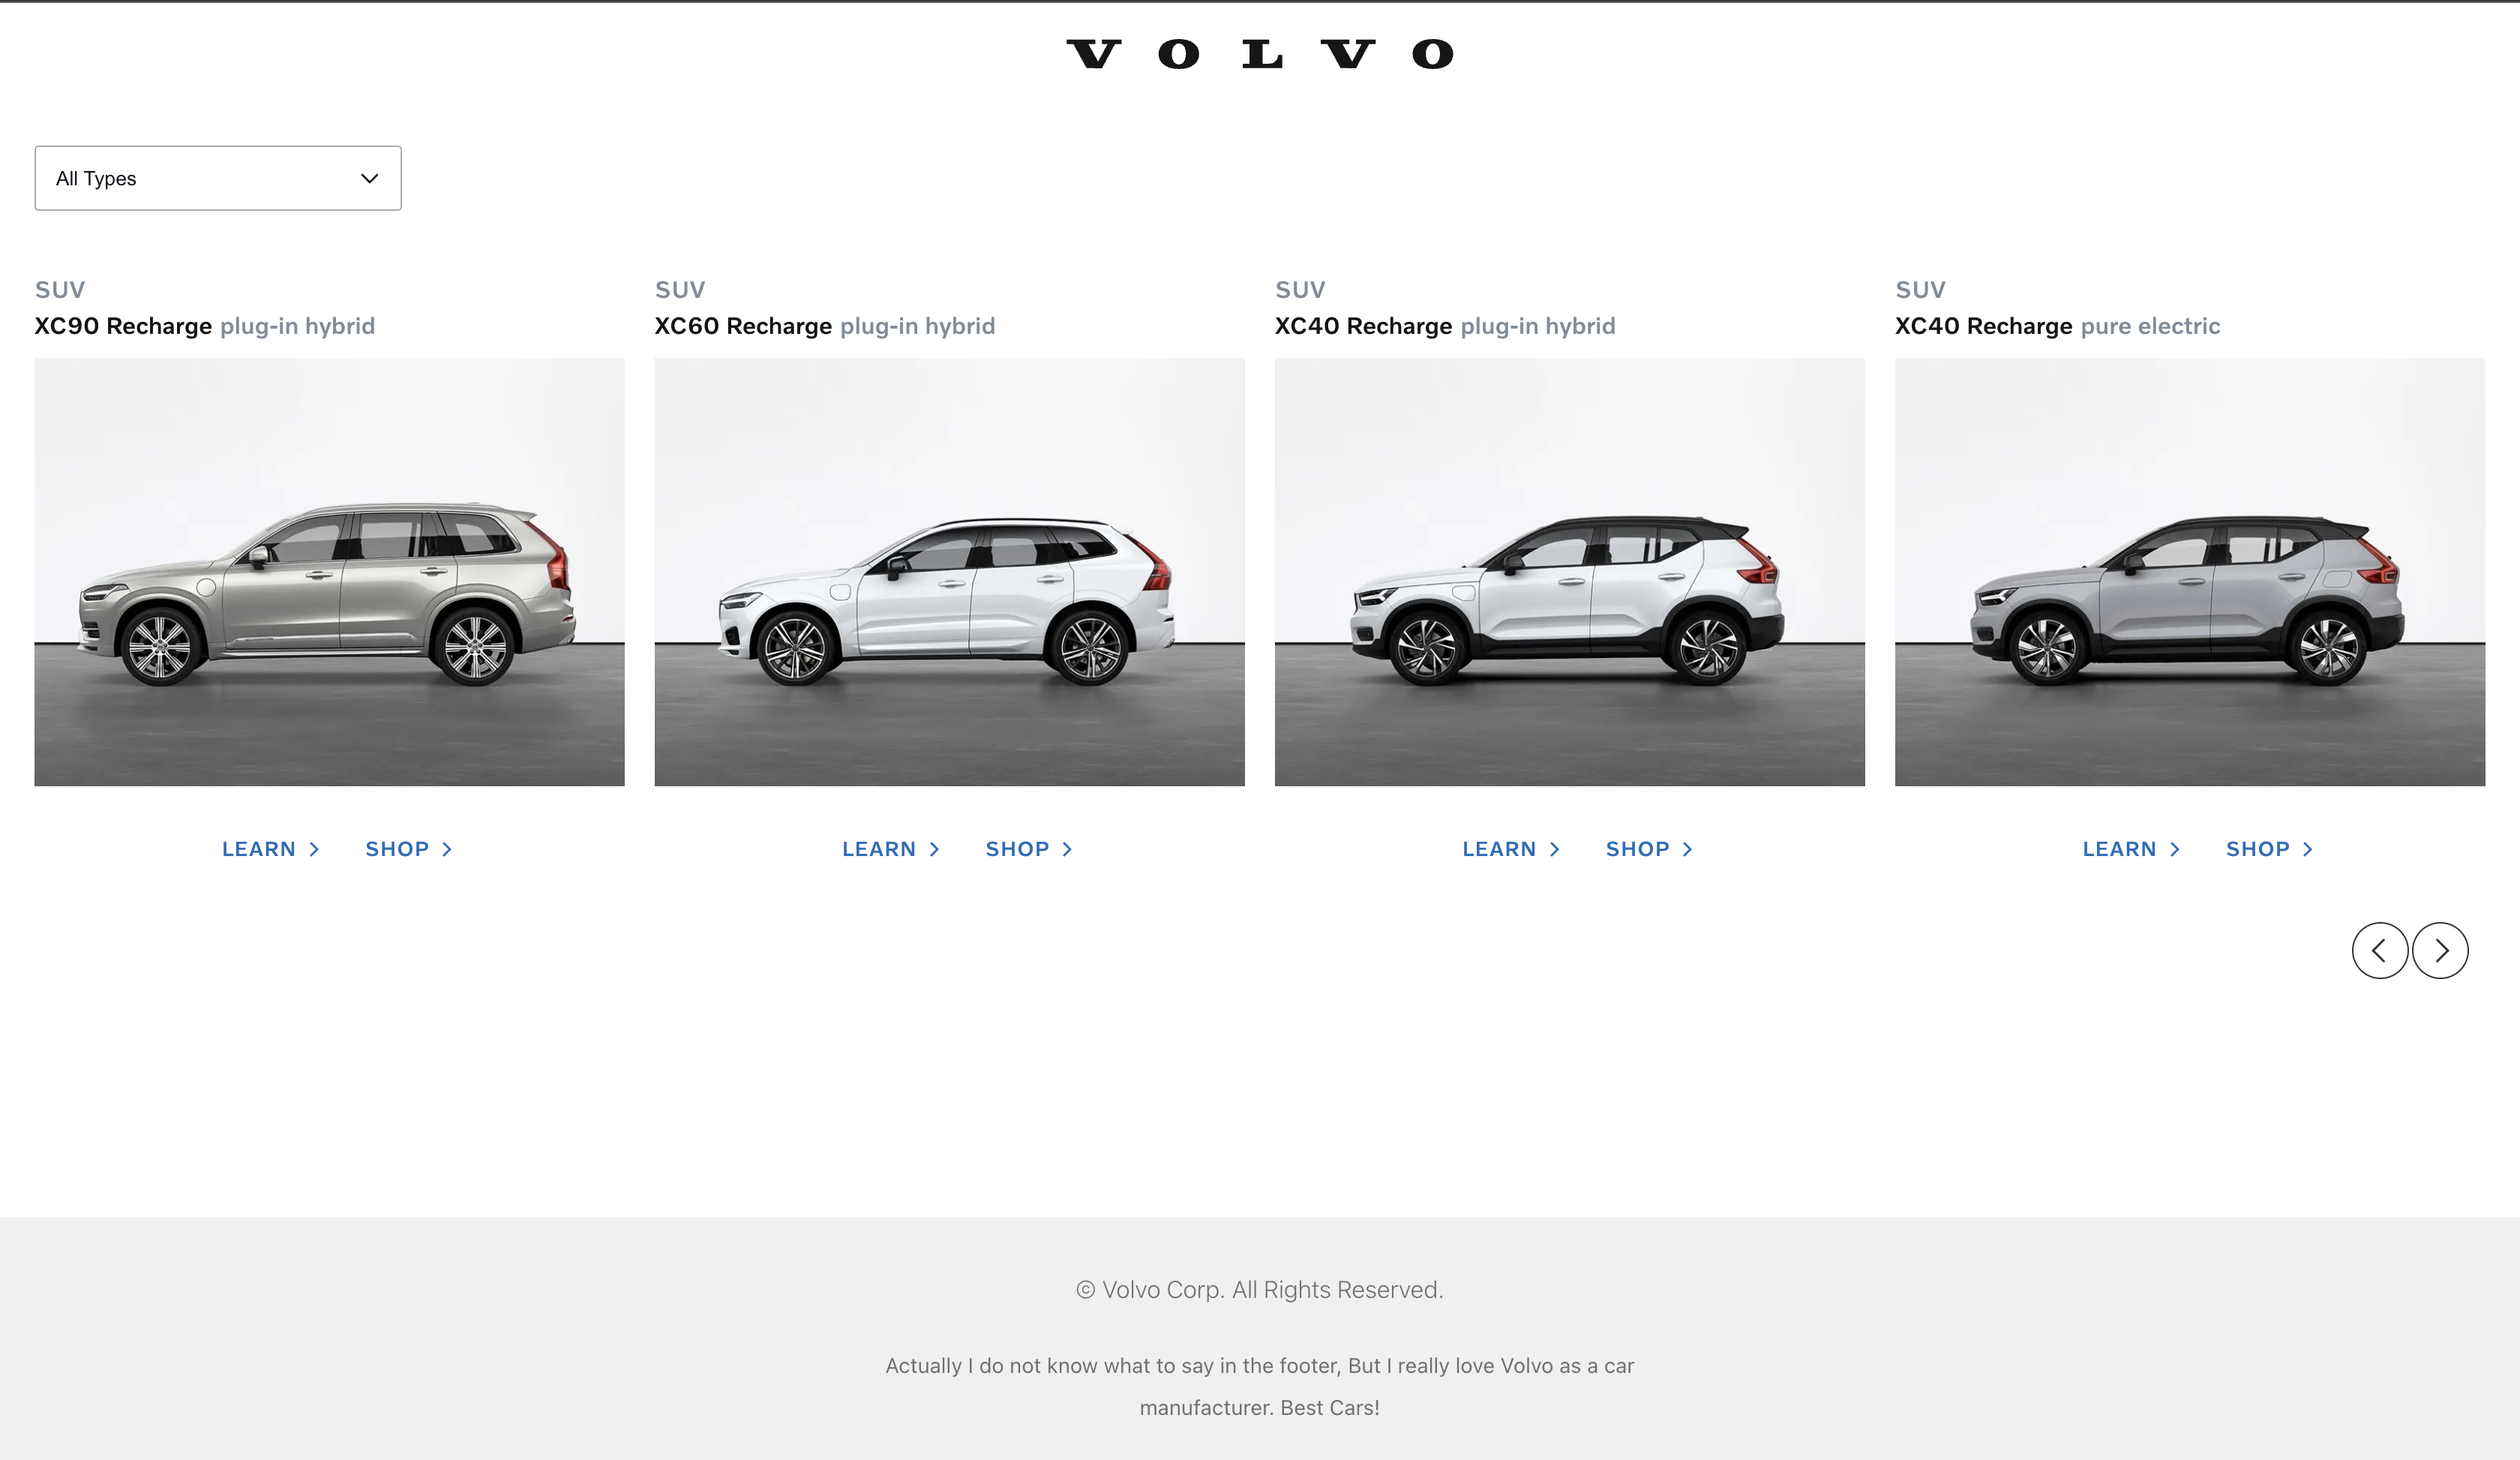 VOLVO
All Types
SUV
XC90 Recharge plug-in hybrid
LEARN
SHOP
SUV
XC60 Recharge plug-in hybrid
LEARN
SHOP
SUV
XC40 Recharge plug-in hybrid
LEARN
SHOP
SUV
XC40 Recharge pure electric
LEARN
SHOP
© Volvo Corp. All Rights Reserved.
Actually I do not know what to say in the footer, But I really love Volvo as a car
manufacturer. Best Cars!